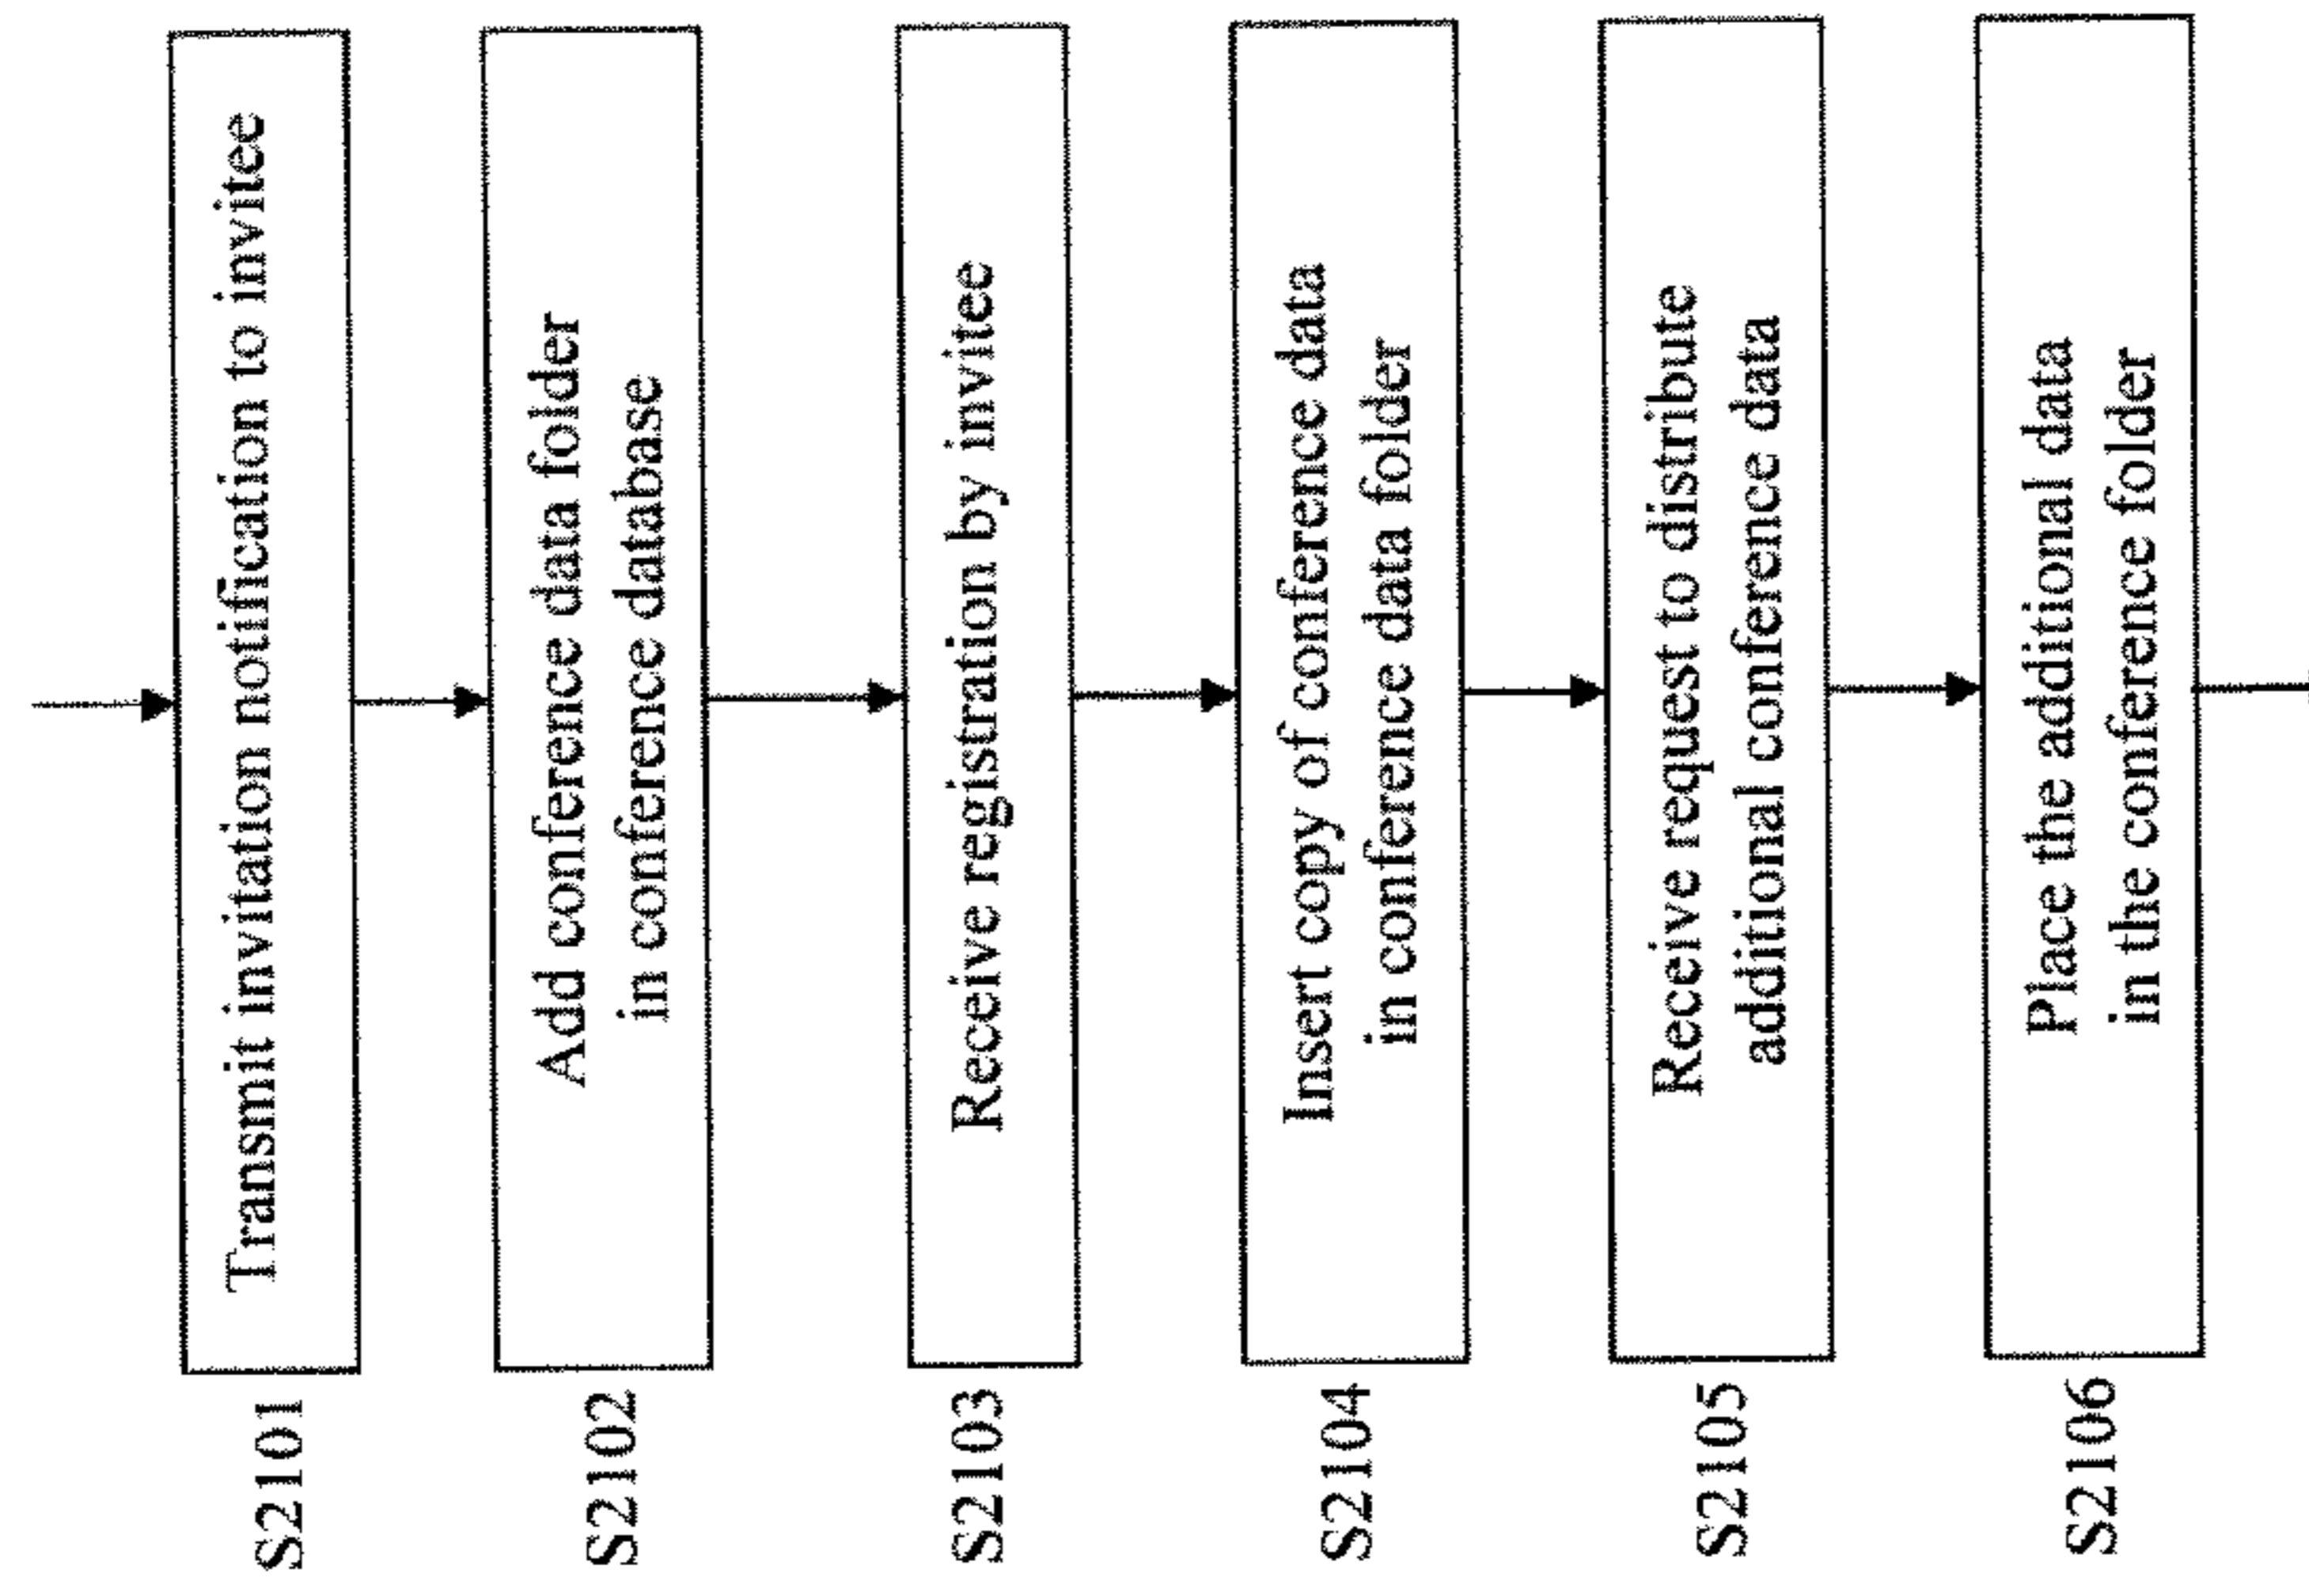 S2101
Transmit invitation notification to invitee
S2102
Add conference data folder
in conference database
S2103
Receive registration by invitee
S2104
Insert copy of conference data
in conference data folder
S2105
Receive request to distribute
additional conference data
S2106
Place the additional data
in the conference folder